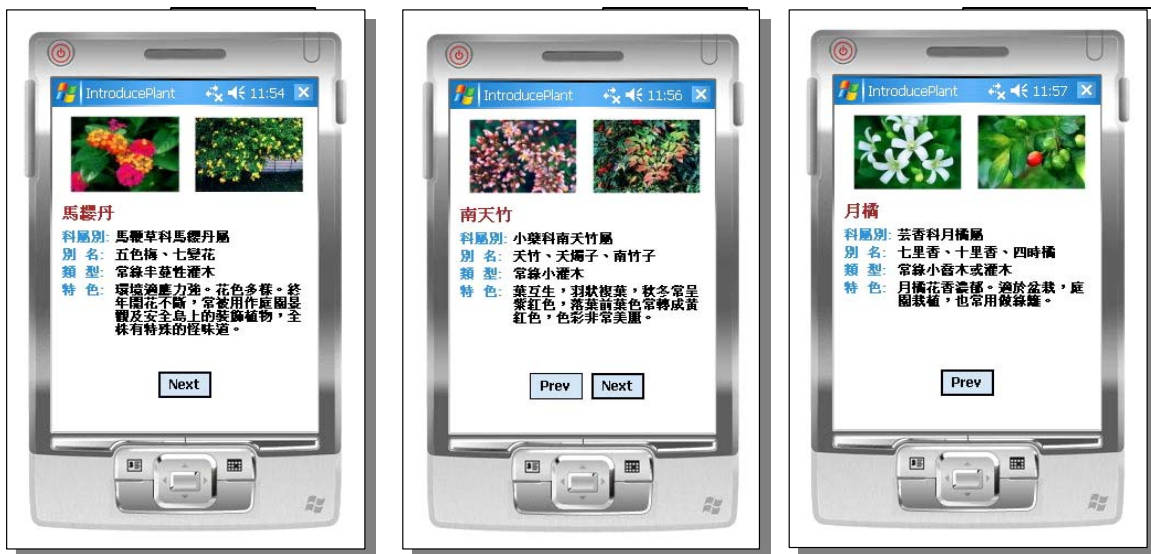 IntroducePlant 11:54
馬纓丹
科屬別: 馬鞭草科馬纓丹屬
別 名: 五色梅、七變花
類 型: 常綠半蔓性灌木
特 色: 環境適應力強。花色多樣。終
年開花不斷,常被用作庭園景
觀及安全島上的裝飾植物,全
株有特殊的怪味道。
Next
IntroducePlant 11:56
南天竹
科屬別: 小蘗科南天竹屬
別 名: 天竹、天燭子、南竹子
類 型: 常綠小灌木
特 色: 葉互生,羽狀複葉,秋冬常呈
紫紅色,落葉前葉色常轉成黃
紅色,色彩非常美麗。
Prev Next
IntroducePlant 11:57
月橘
科屬別: 芸香科月橘屬
別 名: 七里香、十里香、四時橘
類 型: 常綠小喬木或灌木
特 色: 月橘花香濃郁。適於盆栽,庭
園栽植,也常用做綠籬。
Prev